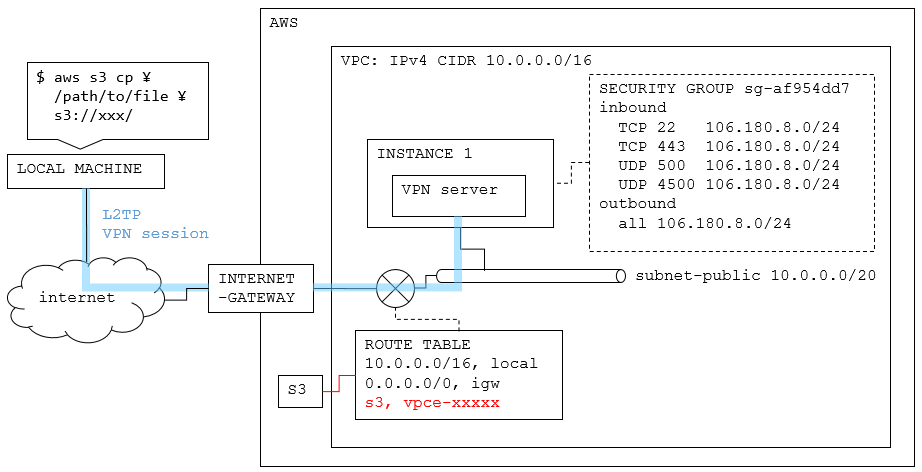 AWS
VPC: IPv4 CIDR 10.0.0.0/16
$ aws s3 cp ¥
/path/to/file ¥
s3://xxx/
LOCAL MACHINE
L2TP
VPN session
internet
INTERNET
-GATEWAY
INSTANCE 1
VPN server
SECURITY GROUP sg-af954dd7
inbound
TCP 22 106.180.8.0/24
TCP 443 106.180.8.0/24
UDP 500 106.180.8.0/24
UDP 4500 106.180.8.0/24
outbound
all 106.180.8.0/24
subnet-public 10.0.0.0/20
ROUTE TABLE
10.0.0.0/16, local
0.0.0.0/0, igw
s3, vpce-xxxxx
S3